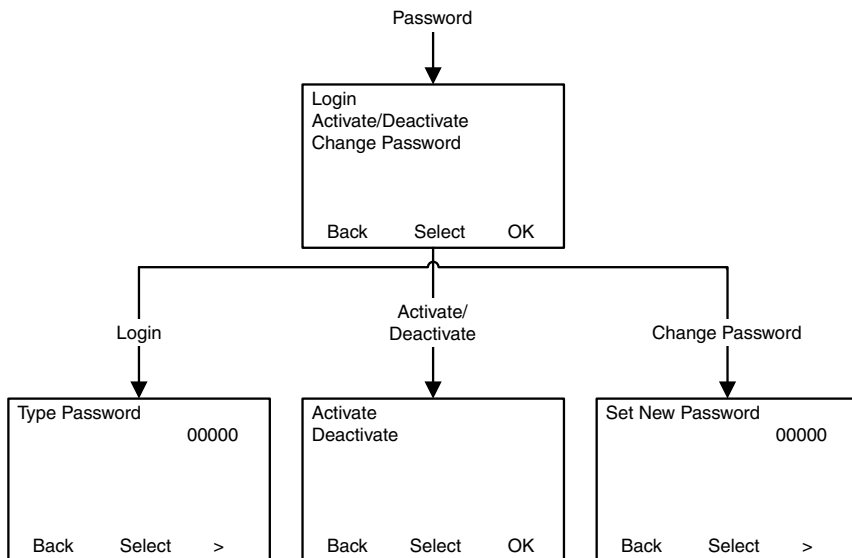 Password
Login
Activate/Deactivate
Change Password
Back Select OK
Login
Activate/
Deactivate
Change Password
Type Password
00000
Back Select >
Activate
Deactivate
Back Select OK
Set New Password
00000
Back Select >